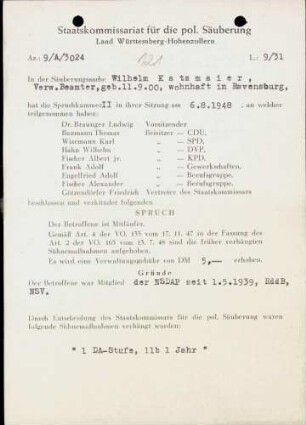 Staatskommissariat für die pol. Säuberung
Land Württemberg-Hohenzollern
Az.: 9/A/3024
L.: 9/31
In der Säuberungssache Wilhelm Katzmaier,
Verw.Beamter,geb.11.9.00, wohnhaft in Ravensburg,
hat die Spruchkammer II in ihrer Sitzung am 6.8.1948 , an welcher
teilgenommen haben:
Dr. Braunger Ludwig Vorsitzender
Baumann Thomas Beisitzer — CDU,
Wittmann Karl „ — SPD,
Hahn Wilhelm „ — DVP,
Fischer Albert jr. „ — KPD,
Frank Adolf „ — Gewerkschaften,
Engelfried Adolf „ — Berufsgruppe,
Fischer Alexander „ — Berufsgruppe,
Friedrich Vertreter des Staatskommissars
beschlossen und verkündet folgenden:
SPRUCH
Der Betroffene ist Mitläufer.
Gemäß Art. 4 der VO. 133 vom 17. 11. 47 in der Fassung des
Art. 2 der VO. 165 vom 15. 7. 48 sind die früher verhängten
Sühnemaßnahmen abgegolten.
Es wird eine Verwaltungsgebühr von DM 5,— erhoben.
Gründe
Der Betroffene war Mitglied der NSDAP seit 1.5.1939, RddB,
NSV.
Durch Entscheidung des Staatskommissars für die pol. Säuberung waren
folgende Sühnemaßnahmen verhängt worden:
"1 DA-Stufe, 11b 1 Jahr "